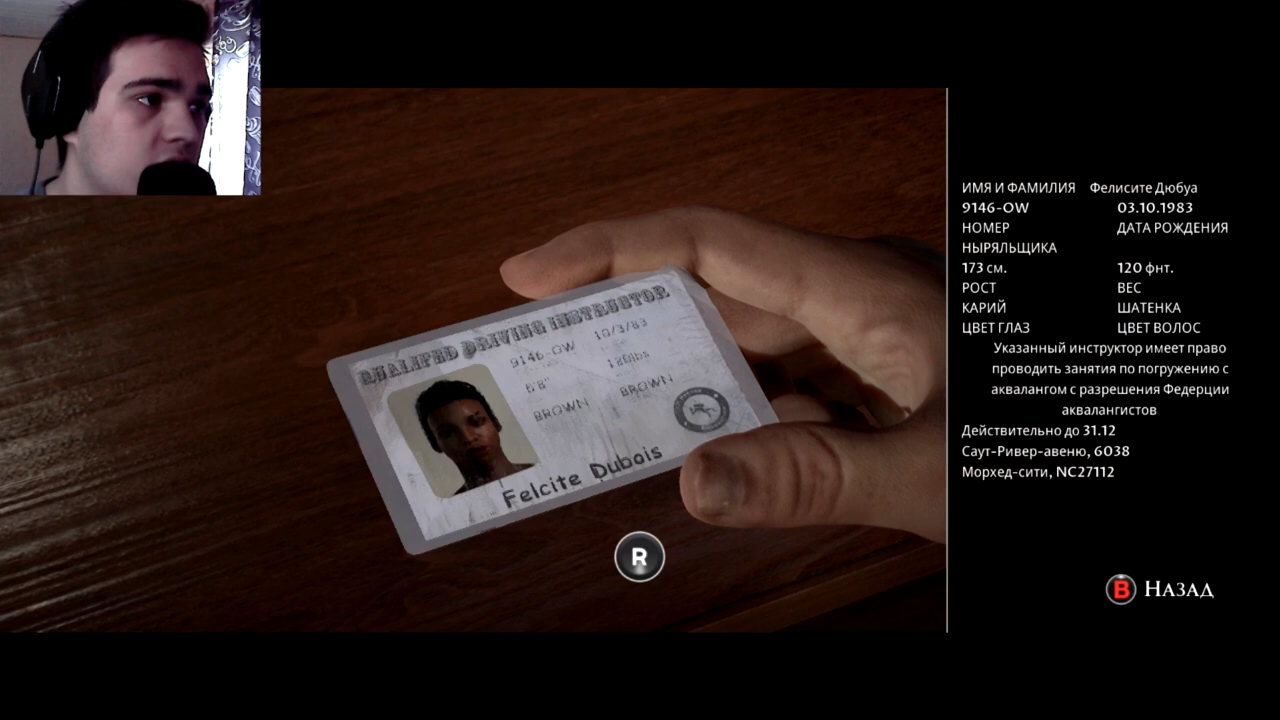 QUALIFED DRIVING INSTRUCTOR
9146-OW 10/3/83
6'8" 120lbs
BROWN BROWN
Felcite Dubois
R
ИМЯ И ФАМИЛИЯ Фелисите Дюбуа
9146-OW 03.10.1983
НОМЕР НЫРЯЛЬЩИКА ДАТА РОЖДЕНИЯ
173 см. 120 фнт.
РОСТ ВЕС
КАРИЙ ШАТЕНКА
ЦВЕТ ГЛАЗ ЦВЕТ ВОЛОС
Указанный инструктор имеет право
проводить занятия по погружению с
аквалангом с разрешения Федерции
аквалангистов
Действительно до 31.12
Саут-Ривер-авеню, 6038
Морхед-сити, NC27112
B Назад